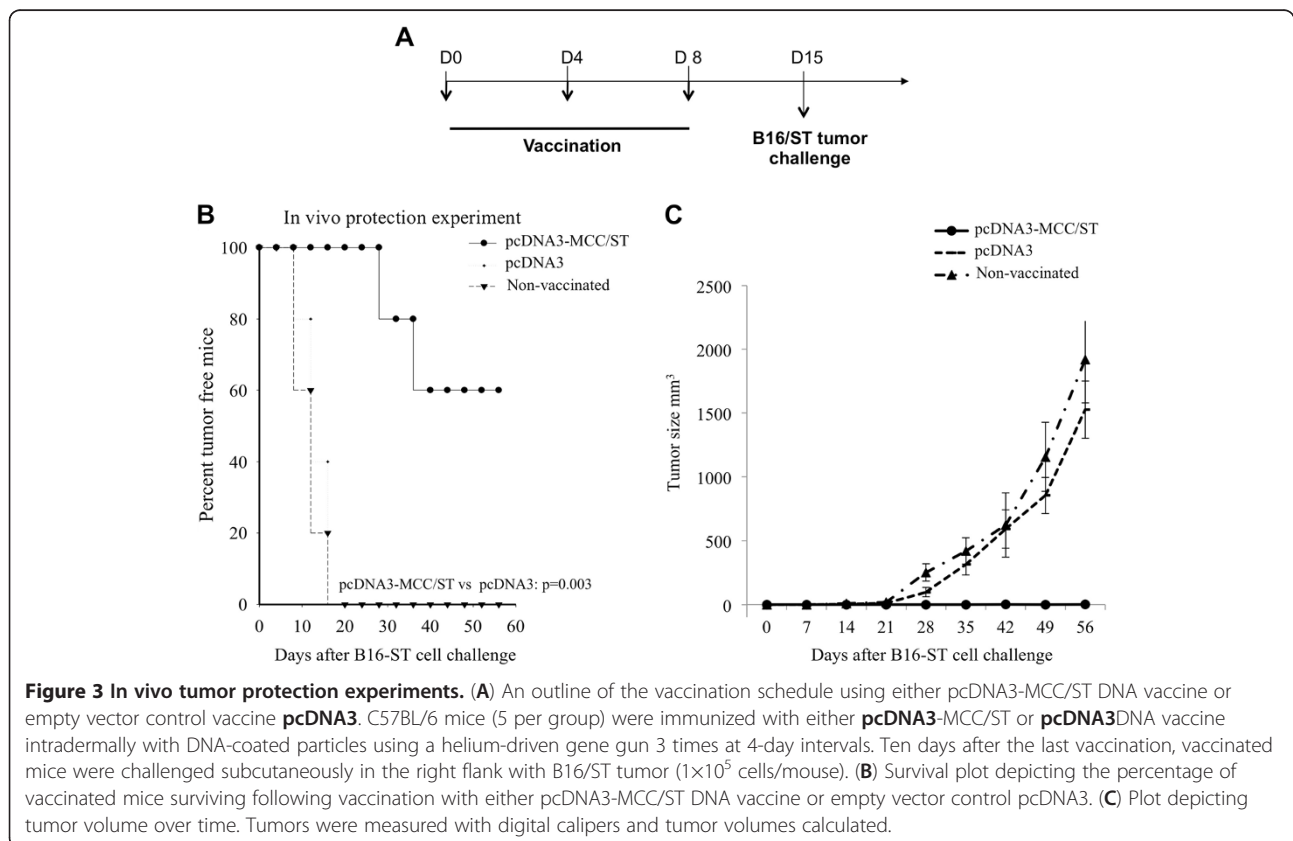 A
D0 D4 D 8 D15
Vaccination
B16/ST tumor
challenge
B
In vivo protection experiment
pcDNA3-MCC/ST
pcDNA3
Non-vaccinated
100
80
60
40
20
0
Percent tumor free mice
pcDNA3-MCC/ST vs pcDNA3: p=0.003
0 10 20 30 40 50 60
Days after B16-ST cell challenge
C
pcDNA3-MCC/ST
pcDNA3
Non-vaccinated
2500
2000
1500
1000
500
0
Tumor size mm³
0 7 14 21 28 35 42 49 56
Days after B16-ST cell challenge
Figure 3 In vivo tumor protection experiments. (A) An outline of the vaccination schedule using either pcDNA3-MCC/ST DNA vaccine or
empty vector control vaccine pcDNA3. C57BL/6 mice (5 per group) were immunized with either pcDNA3-MCC/ST or pcDNA3DNA vaccine
intradermally with DNA-coated particles using a helium-driven gene gun 3 times at 4-day intervals. Ten days after the last vaccination, vaccinated
mice were challenged subcutaneously in the right flank with B16/ST tumor (1×10⁵ cells/mouse). (B) Survival plot depicting the percentage of
vaccinated mice surviving following vaccination with either pcDNA3-MCC/ST DNA vaccine or empty vector control pcDNA3. (C) Plot depicting
tumor volume over time. Tumors were measured with digital calipers and tumor volumes calculated.